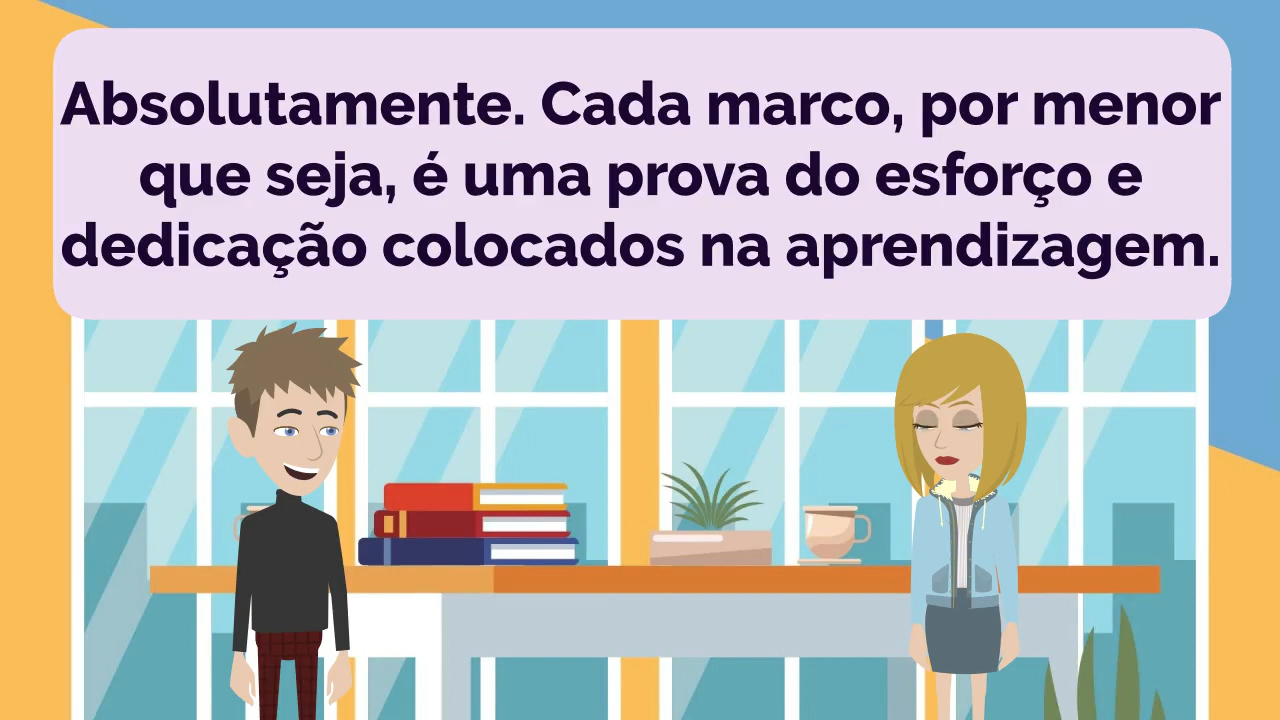 Absolutamente. Cada marco, por menor
que seja, é uma prova do esforço e
dedicação colocados na aprendizagem.